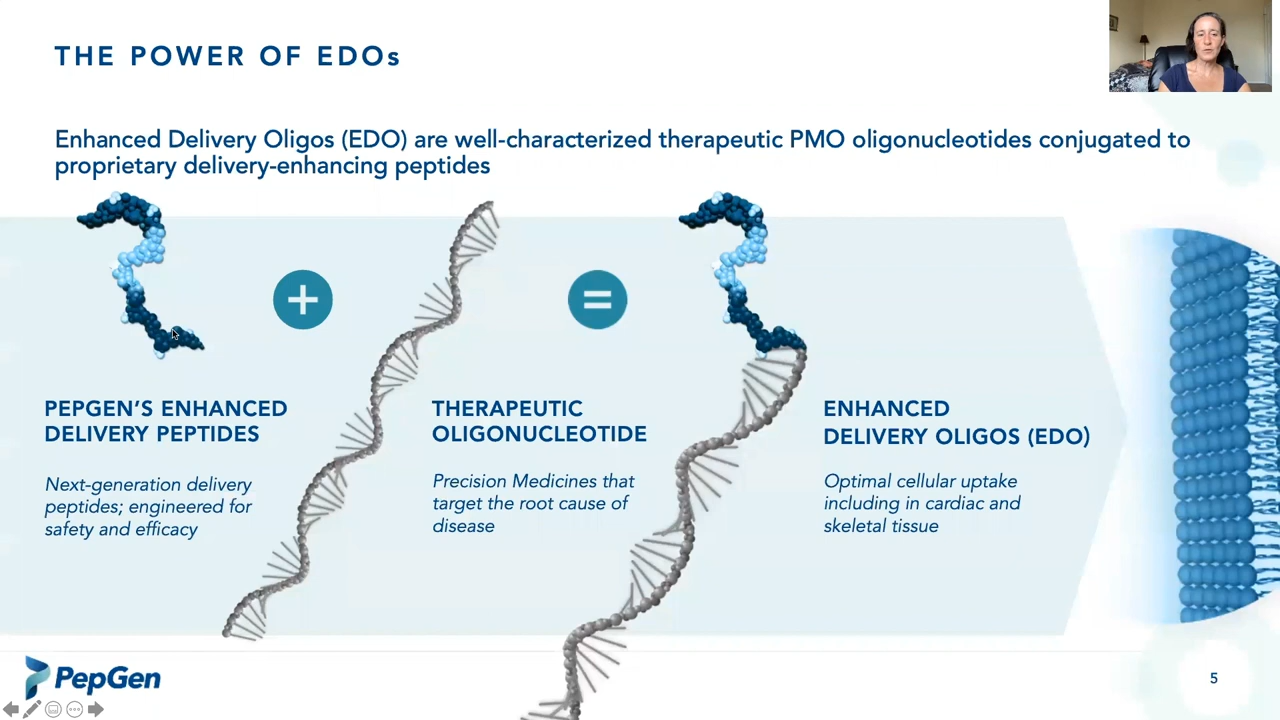 THE POWER OF EDOs
Enhanced Delivery Oligos (EDO) are well-characterized therapeutic PMO oligonucleotides conjugated to
proprietary delivery-enhancing peptides
+
=
PEPGEN'S ENHANCED
DELIVERY PEPTIDES
Next-generation delivery
peptides; engineered for
safety and efficacy
THERAPEUTIC
OLIGONUCLEOTIDE
Precision Medicines that
target the root cause of
disease
ENHANCED
DELIVERY OLIGOS (EDO)
Optimal cellular uptake
including in cardiac and
skeletal tissue
PepGen
5